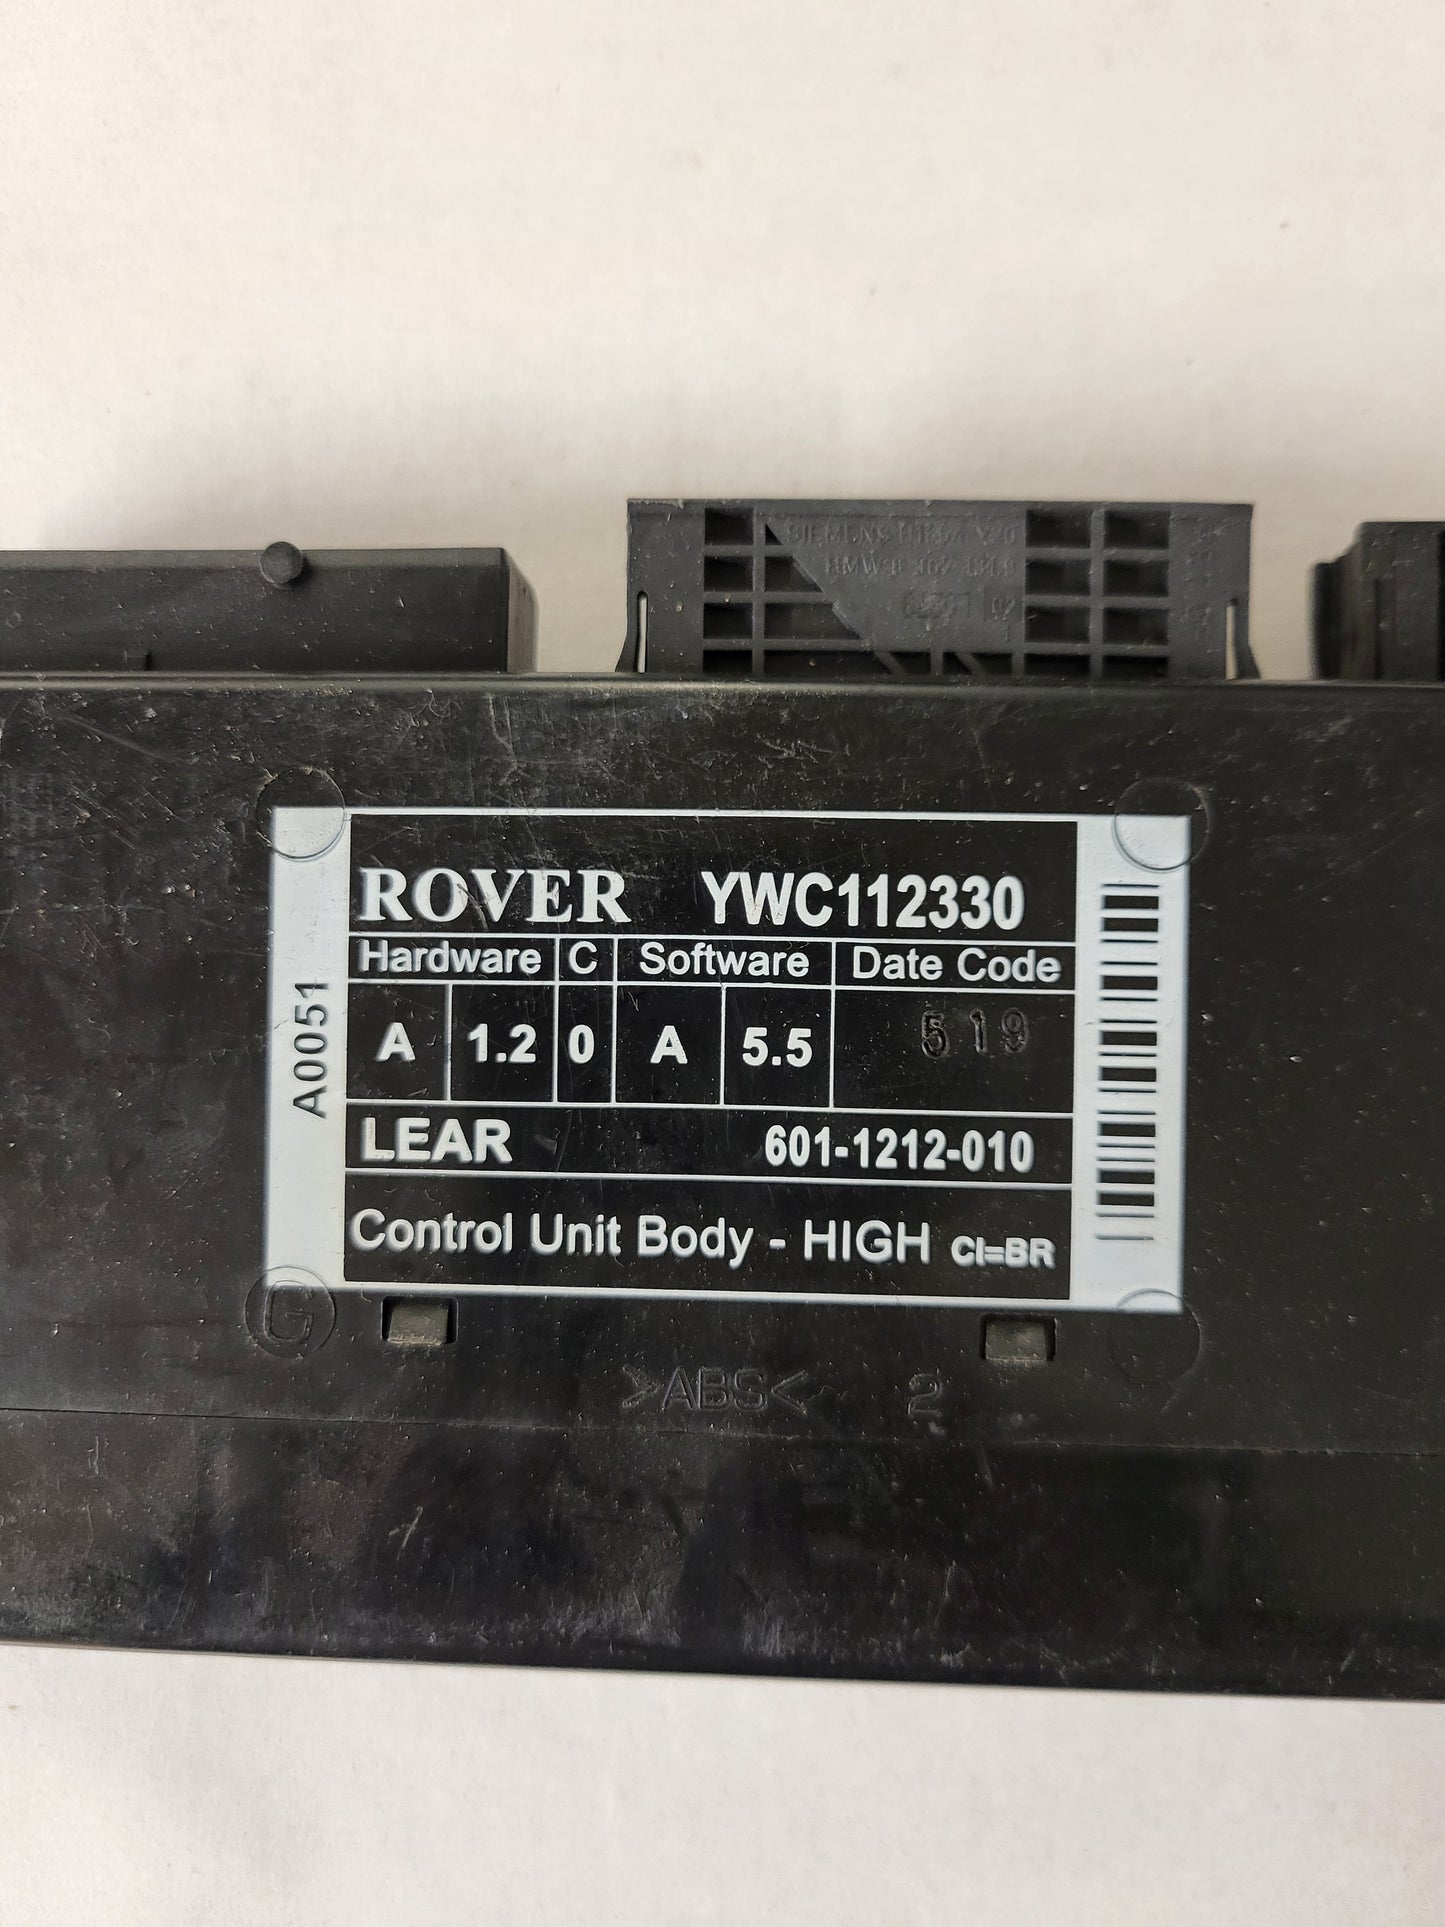 SIEMENS
ROVER YWC112330
Hardware C Software Date Code
A 1.2 0 A 5.5 519
LEAR 601-1212-010
Control Unit Body - HIGH CI=BR
A0051
G
>ABS< 2